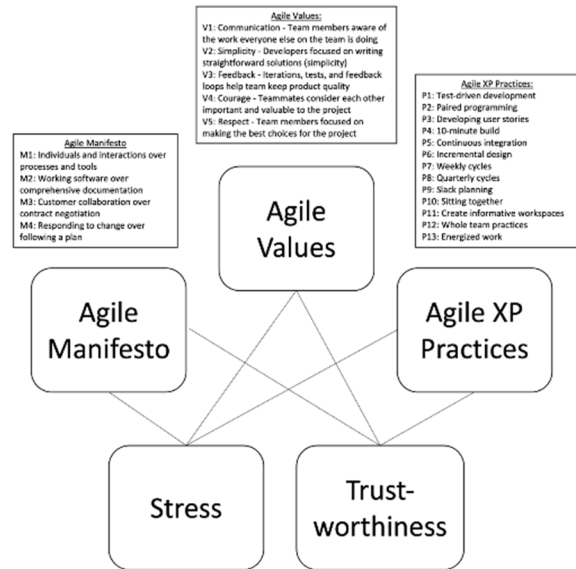 Agile Values:
V1: Communication - Team members aware of
the work everyone else on the team is doing
V2: Simplicity - Developers focused on writing
straightforward solutions (simplicity)
V3: Feedback - Iterations, tests, and feedback
loops help team keep product quality
V4: Courage - Teammates consider each other
important and valuable to the project
V5: Respect - Team members focused on
making the best choices for the project
Agile XP Practices:
P1: Test-driven development
P2: Paired programming
P3: Developing user stories
P4: 10-minute build
P5: Continuous integration
P6: Incremental design
P7: Weekly cycles
P8: Quarterly cycles
P9: Slack planning
P10: Sitting together
P11: Create informative workspaces
P12: Whole team practices
P13: Energized work
Agile Manifesto
M1: Individuals and interactions over
processes and tools
M2: Working software over
comprehensive documentation
M3: Customer collaboration over
contract negotiation
M4: Responding to change over
following a plan
Agile
Values
Agile
Manifesto
Agile XP
Practices
Stress
Trust-
worthiness